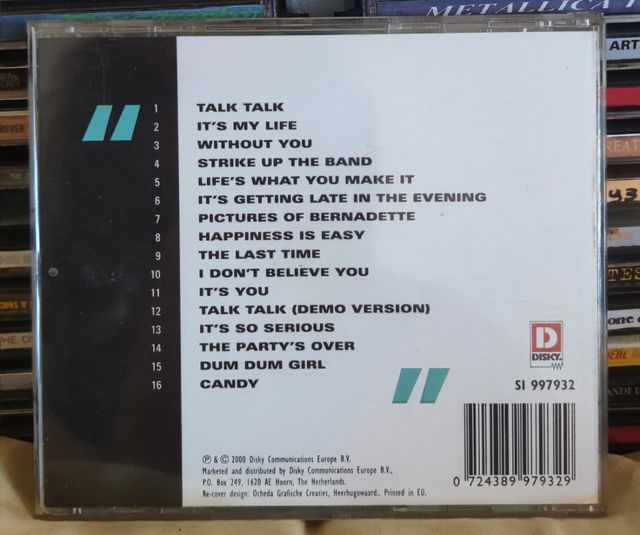 METALLICA
ART
1 TALK TALK
2 IT'S MY LIFE
3 WITHOUT YOU
4 STRIKE UP THE BAND
5 LIFE'S WHAT YOU MAKE IT
6 IT'S GETTING LATE IN THE EVENING
7 PICTURES OF BERNADETTE
8 HAPPINESS IS EASY
9 THE LAST TIME
10 I DON'T BELIEVE YOU
11 IT'S YOU
12 TALK TALK (DEMO VERSION)
13 IT'S SO SERIOUS
14 THE PARTY'S OVER
15 DUM DUM GIRL
16 CANDY
D
DISKY.
SI 997932
℗ & © 2000 Disky Communications Europe B.V.
Marketed and distributed by Disky Communications Europe B.V.,
P.O. Box 249, 1620 AE Hoorn, The Netherlands.
Re-cover design: Ocheda Grafische Creaties, Heerhugowaard.. Printed in EU.
0 724389 979329